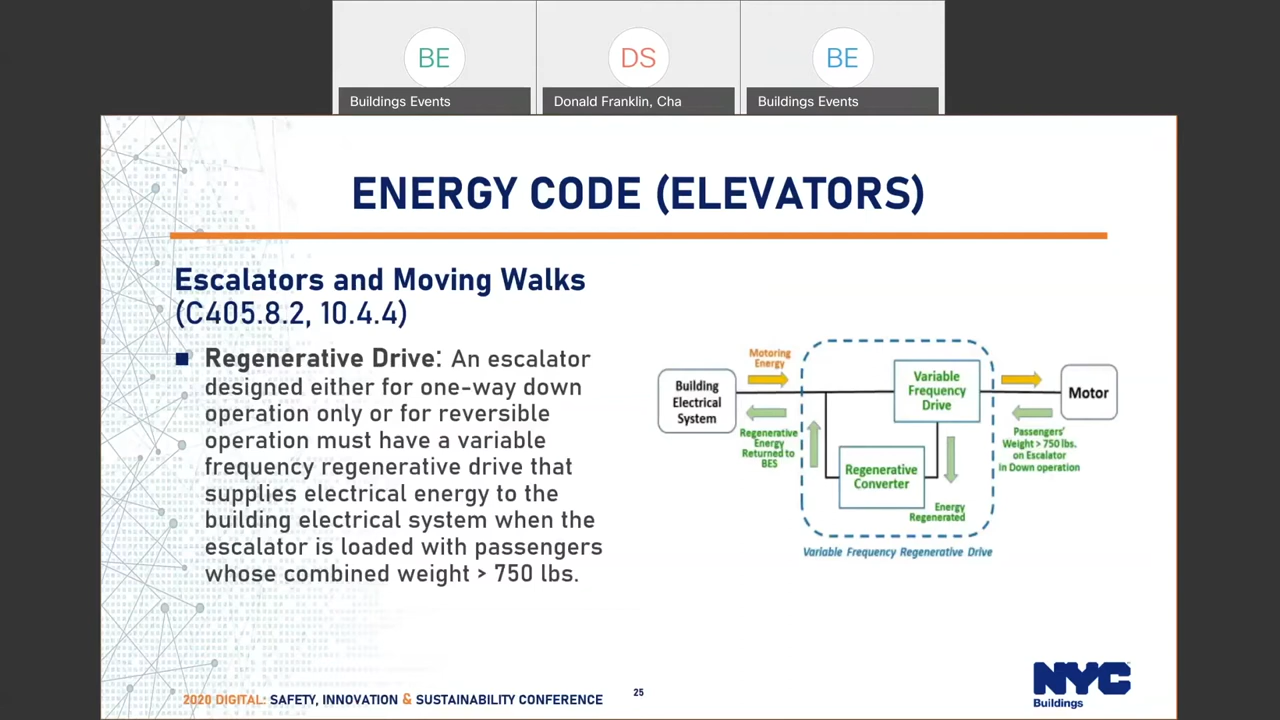 BE
DS
BE
Buildings Events
Donald Franklin, Cha
Buildings Events
ENERGY CODE (ELEVATORS)
Escalators and Moving Walks
(C405.8.2, 10.4.4)
Regenerative Drive: An escalator
designed either for one-way down
operation only or for reversible
operation must have a variable
frequency regenerative drive that
supplies electrical energy to the
building electrical system when the
escalator is loaded with passengers
whose combined weight > 750 lbs.
Building
Electrical
System
Motoring
Energy
Regenerative
Energy
Returned to
BES
Variable
Frequency
Drive
Regenerative
Converter
Energy
Regenerated
Motor
Passengers'
Weight > 750 lbs.
on Escalator
in Down operation
Variable Frequency Regenerative Drive
2020 DIGITAL: SAFETY, INNOVATION & SUSTAINABILITY CONFERENCE
25
NYC
Buildings